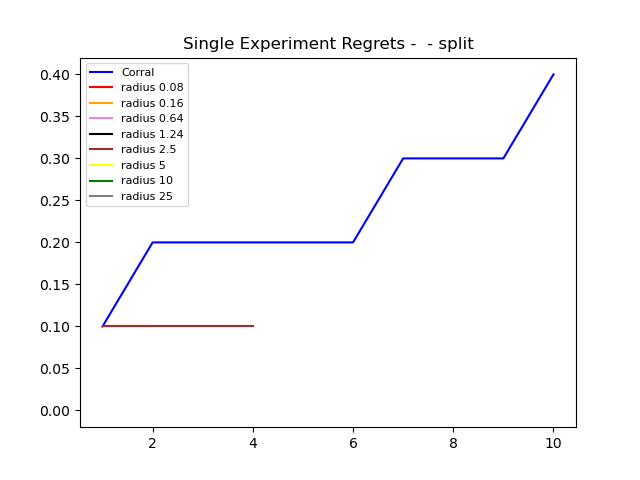 Single Experiment Regrets -  - split
0.40
0.35
0.30
0.25
0.20
0.15
0.10
0.05
0.00
Corral
radius 0.08
radius 0.16
radius 0.64
radius 1.24
radius 2.5
radius 5
radius 10
radius 25
2 4 6 8 10